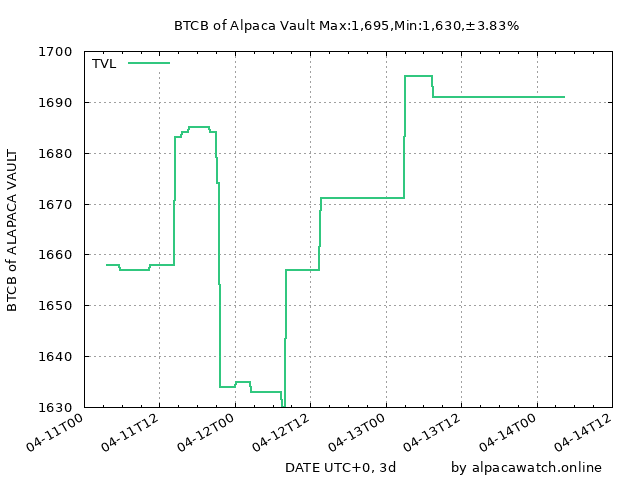 BTCB of Alpaca Vault Max:1,695,Min:1,630,±3.83%
TVL
BTCB of ALAPACA VAULT
1700
1690
1680
1670
1660
1650
1640
1630
04-11T00
04-11T12
04-12T00
04-12T12
04-13T00
04-13T12
04-14T00
04-14T12
DATE UTC+0, 3d
by alpacawatch.online